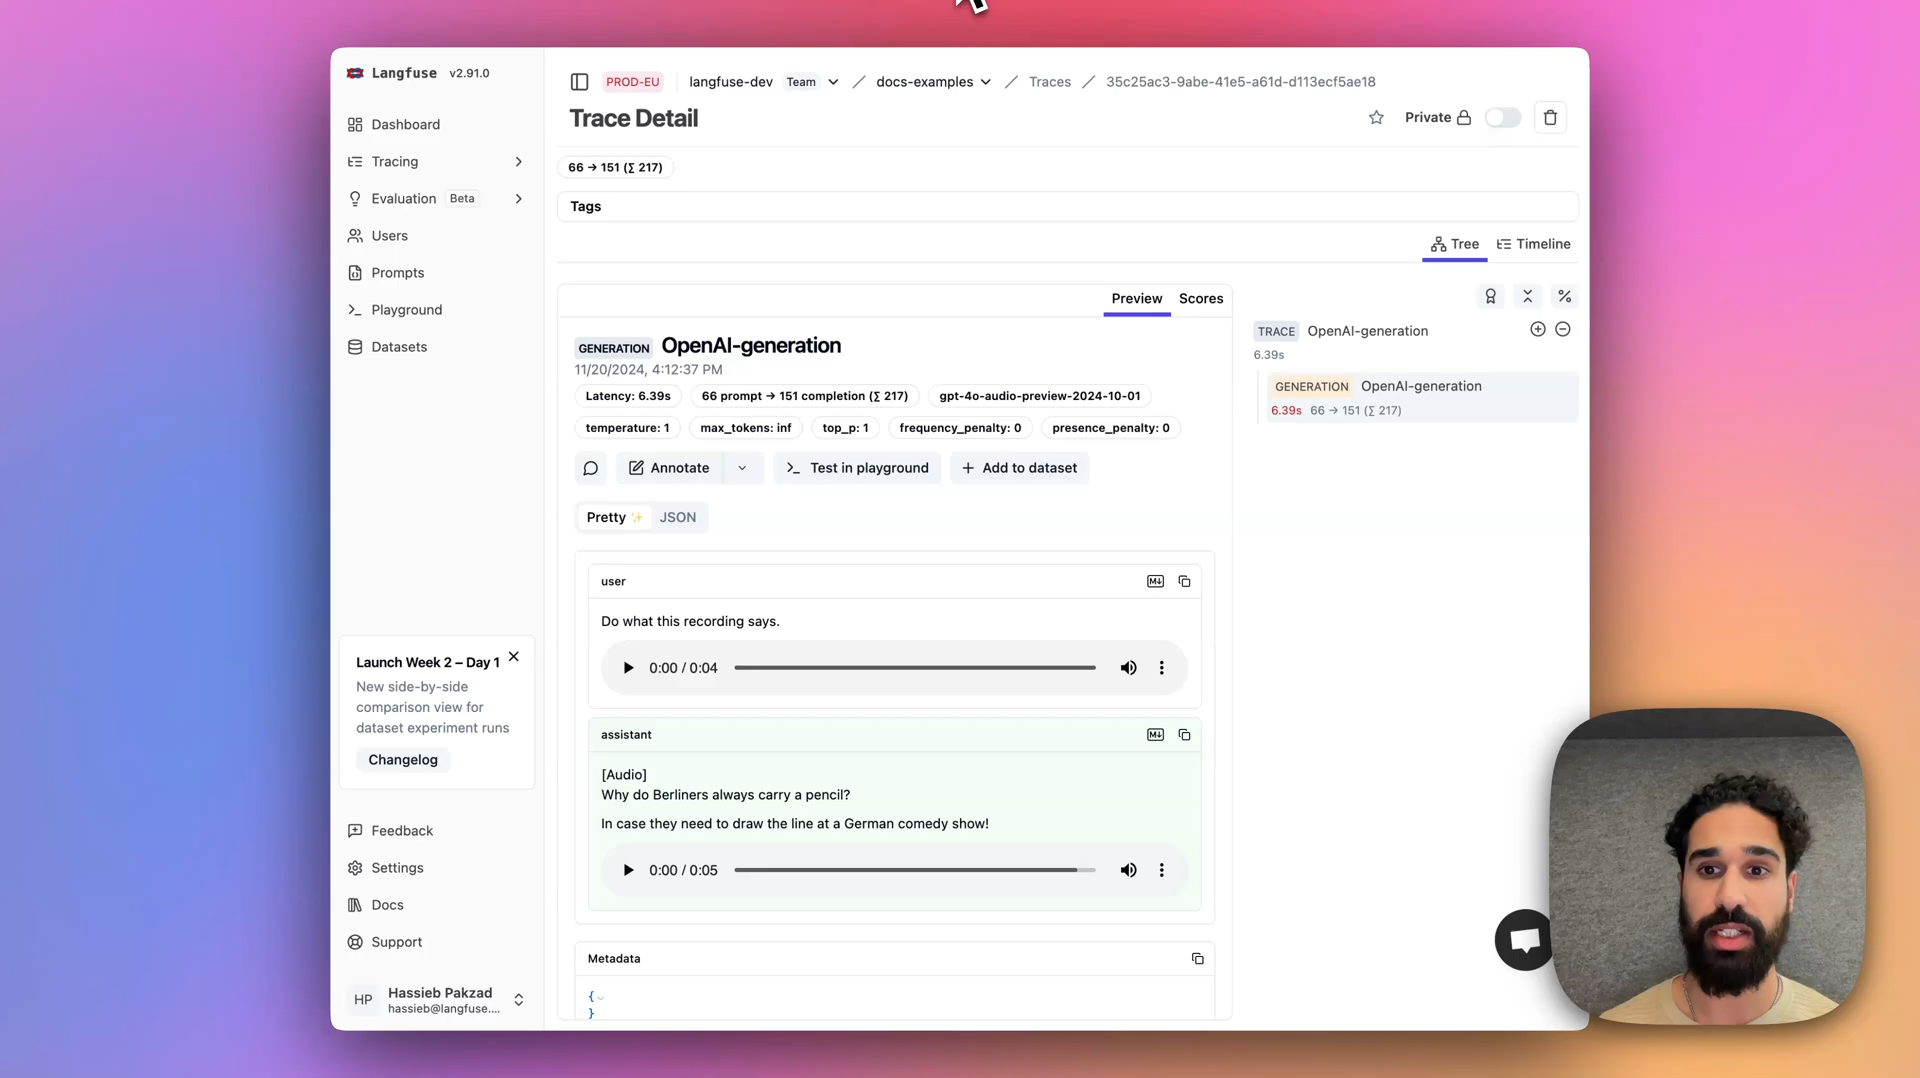 Langfuse v2.91.0
Dashboard
Tracing
Evaluation Beta
Users
Prompts
Playground
Datasets
Launch Week 2 – Day 1
New side-by-side
comparison view for
dataset experiment runs
Changelog
Feedback
Settings
Docs
Support
HP
Hassieb Pakzad
hassieb@langfuse....
PROD-EU langfuse-dev Team / docs-examples / Traces / 35c25ac3-9abe-41e5-a61d-d113ecf5ae18
Trace Detail
Private
66 → 151 (∑ 217)
Tags
Tree Timeline
Preview Scores
GENERATION OpenAI-generation
11/20/2024, 4:12:37 PM
Latency: 6.39s 66 prompt → 151 completion (∑ 217) gpt-4o-audio-preview-2024-10-01
temperature: 1 max_tokens: inf top_p: 1 frequency_penalty: 0 presence_penalty: 0
Annotate Test in playground + Add to dataset
Pretty ✨ JSON
user
Do what this recording says.
0:00 / 0:04
assistant
[Audio]
Why do Berliners always carry a pencil?
In case they need to draw the line at a German comedy show!
0:00 / 0:05
Metadata
{
}
TRACE OpenAI-generation
6.39s
GENERATION OpenAI-generation
6.39s 66 → 151 (∑ 217)